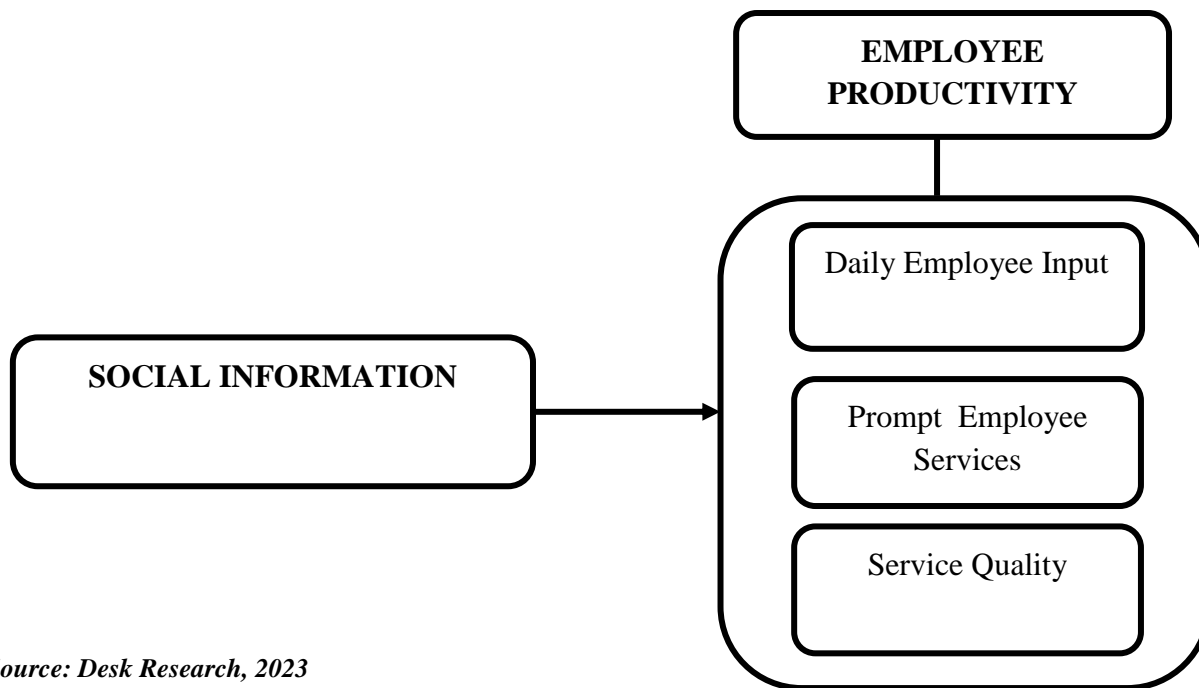 EMPLOYEE
PRODUCTIVITY
Daily Employee Input
SOCIAL INFORMATION
Prompt Employee
Services
Service Quality
ource: Desk Research, 2023